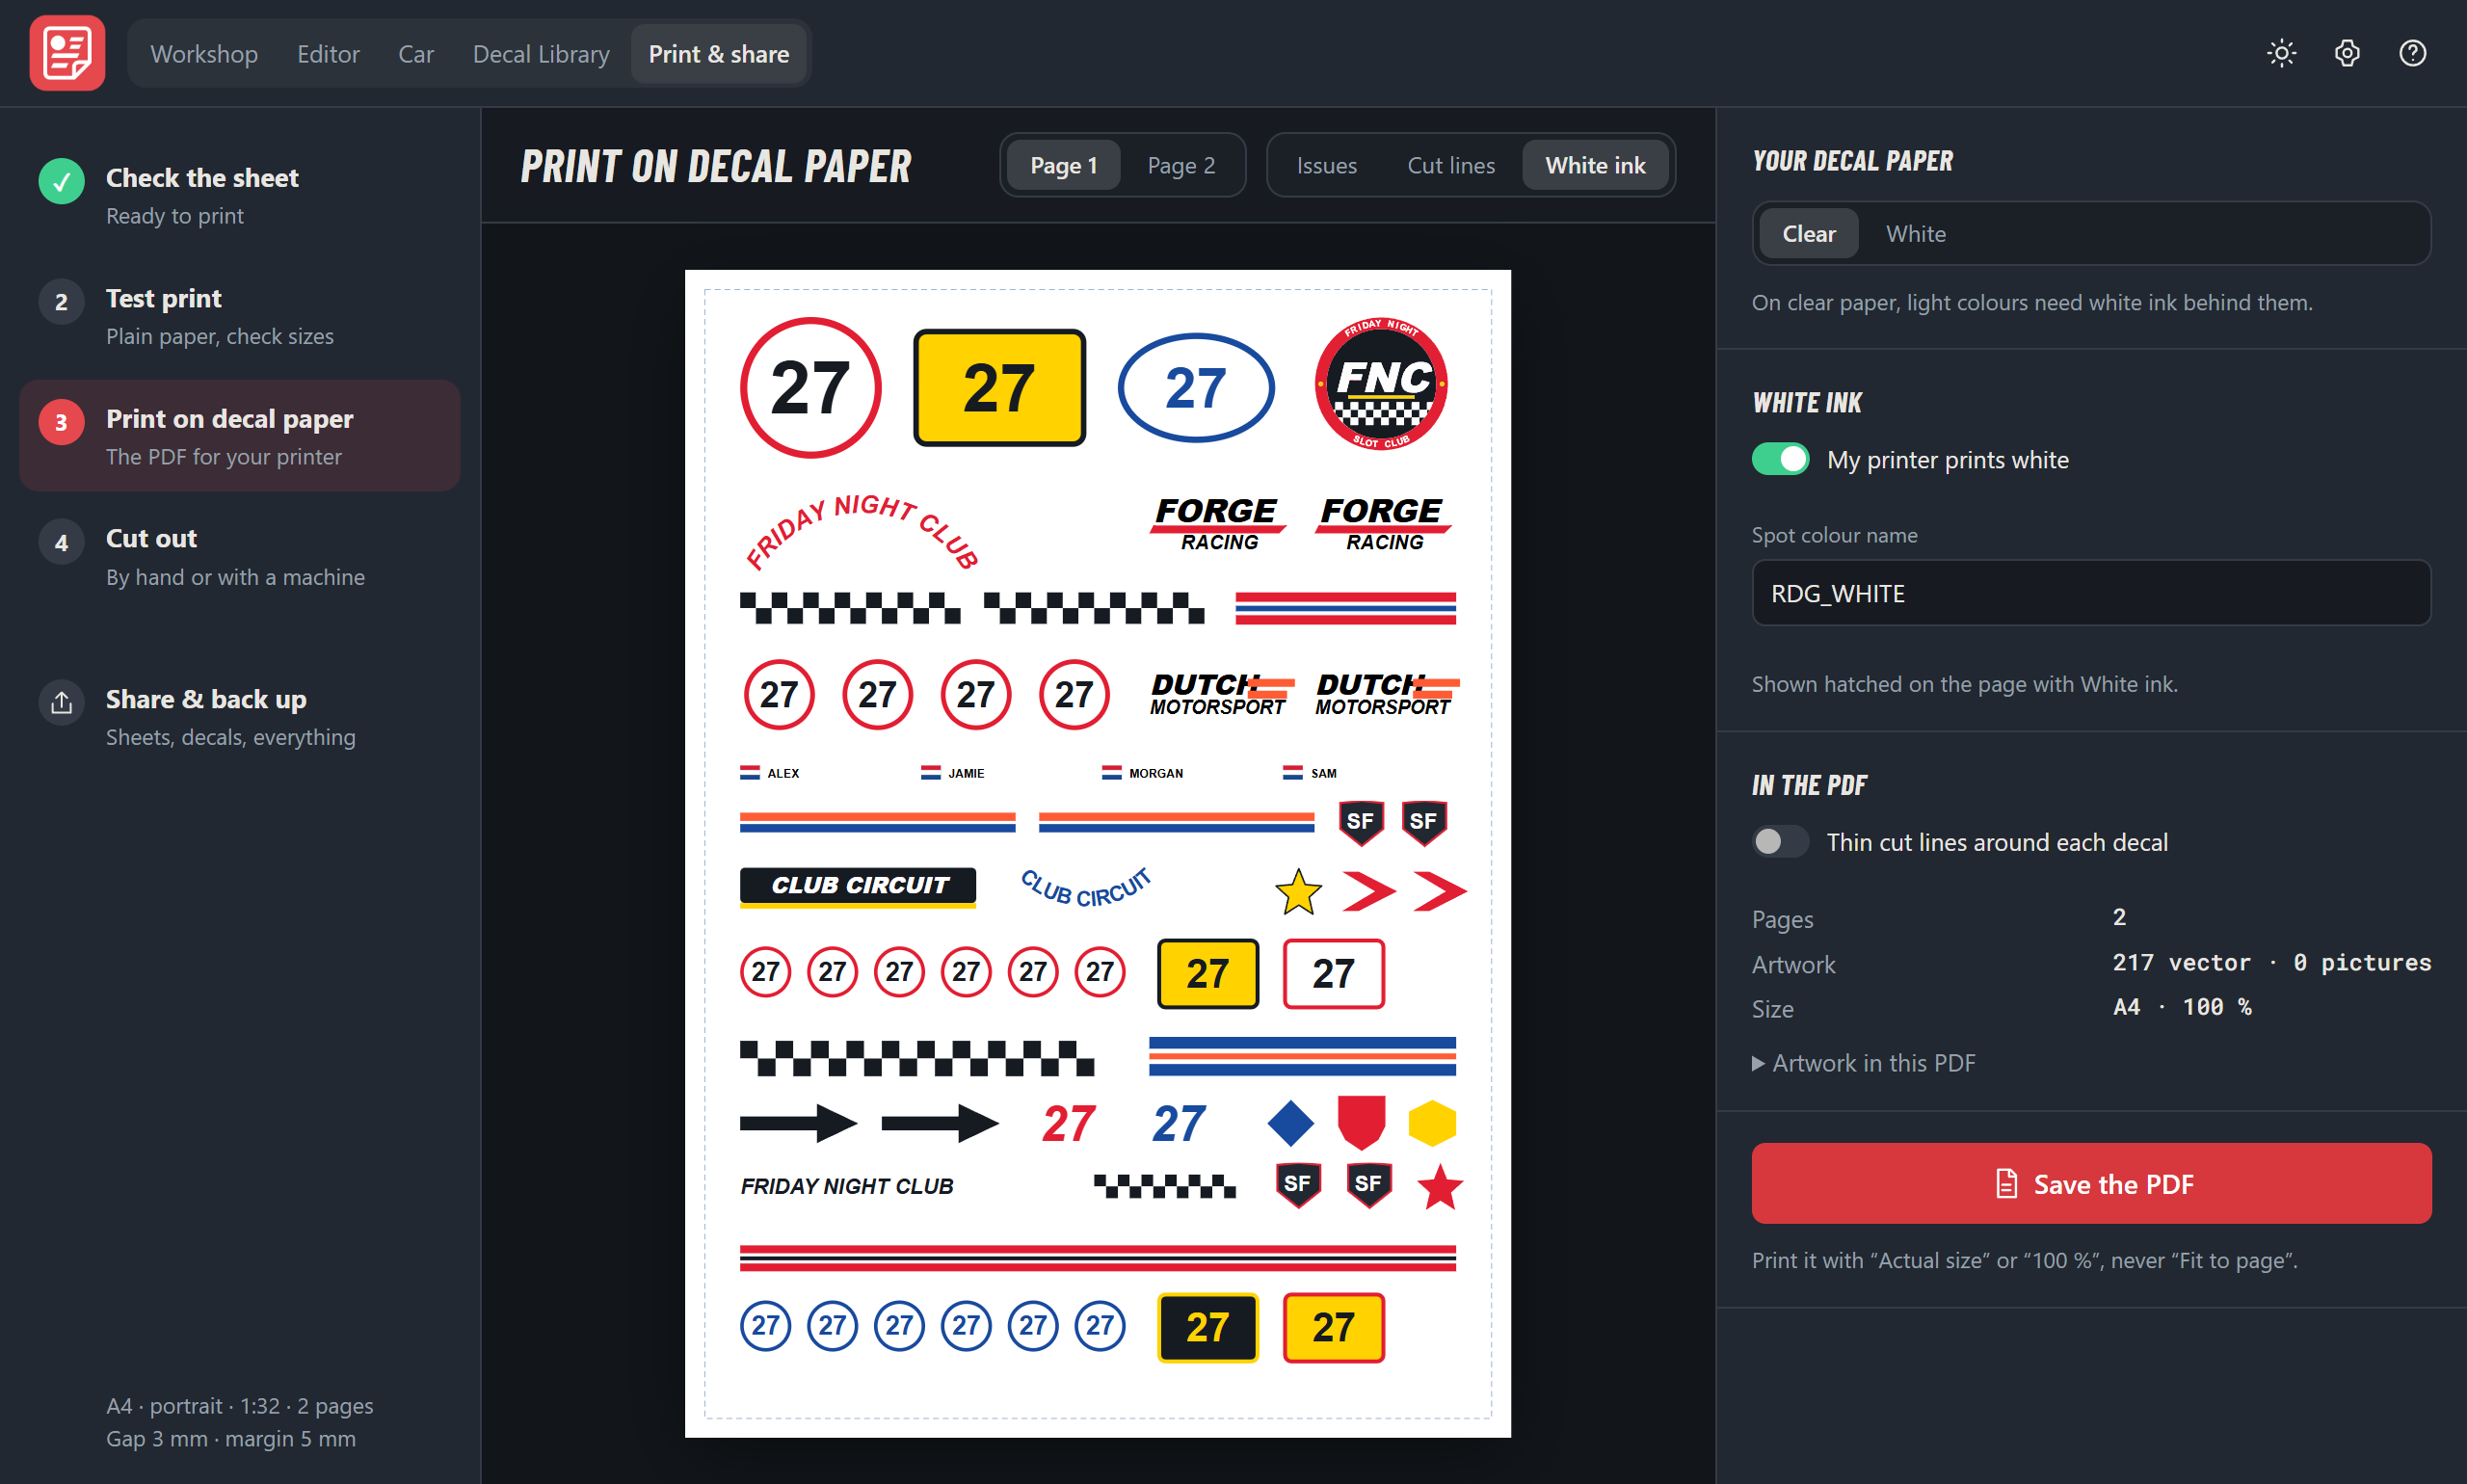 Workshop Editor Car Decal Library Print & share
Check the sheet
Ready to print
2 Test print
Plain paper, check sizes
3 Print on decal paper
The PDF for your printer
4 Cut out
By hand or with a machine
Share & back up
Sheets, decals, everything
A4 · portrait · 1:32 · 2 pages
Gap 3 mm · margin 5 mm
PRINT ON DECAL PAPER
Page 1 Page 2
Issues Cut lines White ink
27 27 27
FRIDAY NIGHT
FNC
SLOT CLUB
FRIDAY NIGHT CLUB
FORGE FORGE
RACING RACING
27 27 27 27
DUTCH DUTCH
MOTORSPORT MOTORSPORT
ALEX JAMIE MORGAN SAM
SF SF
CLUB CIRCUIT CLUB CIRCUIT
27 27 27 27 27 27 27 27
27 27
FRIDAY NIGHT CLUB SF SF
27 27 27 27 27 27 27 27
YOUR DECAL PAPER
Clear White
On clear paper, light colours need white ink behind them.
WHITE INK
My printer prints white
Spot colour name
RDG_WHITE
Shown hatched on the page with White ink.
IN THE PDF
Thin cut lines around each decal
Pages 2
Artwork 217 vector · 0 pictures
Size A4 · 100 %
Artwork in this PDF
Save the PDF
Print it with “Actual size” or “100 %”, never “Fit to page”.